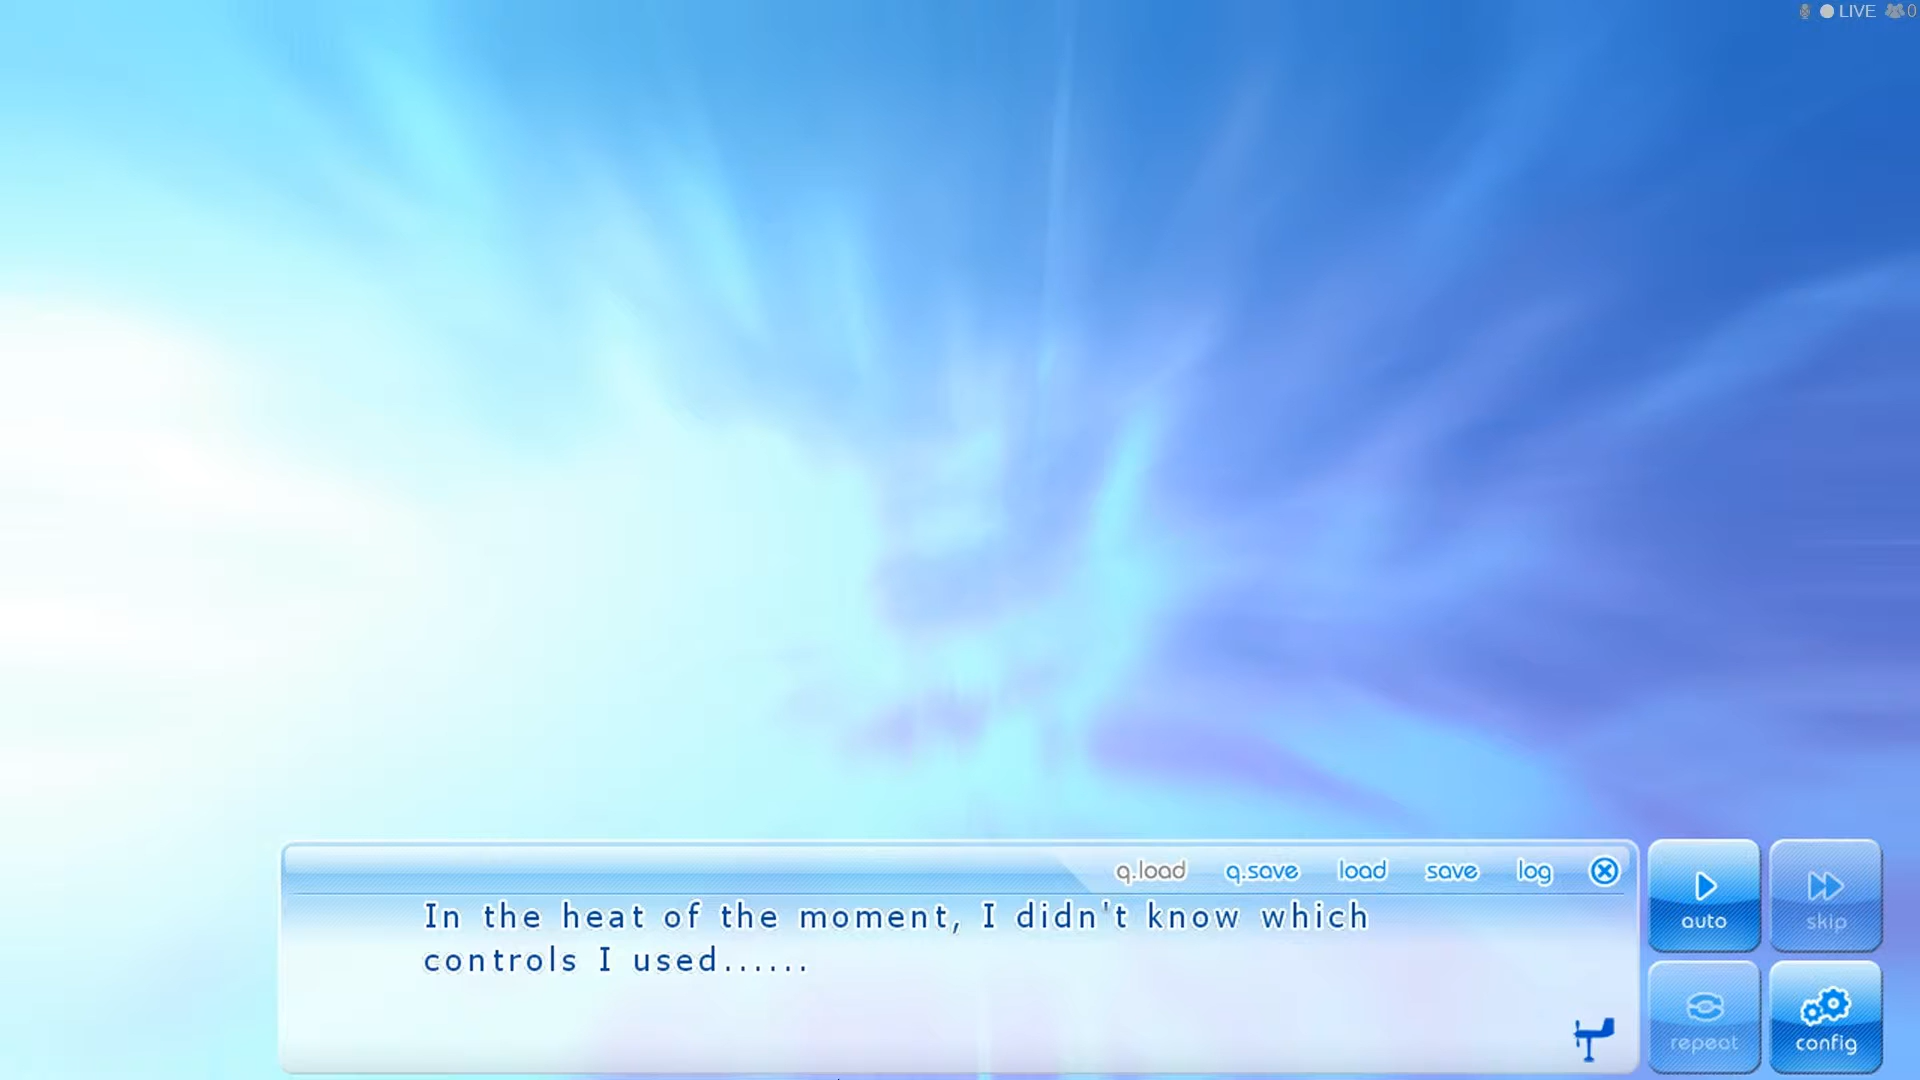 LIVE 0
q.load q.save load save log
In the heat of the moment, I didn't know which
controls I used......
auto skip
repeat config